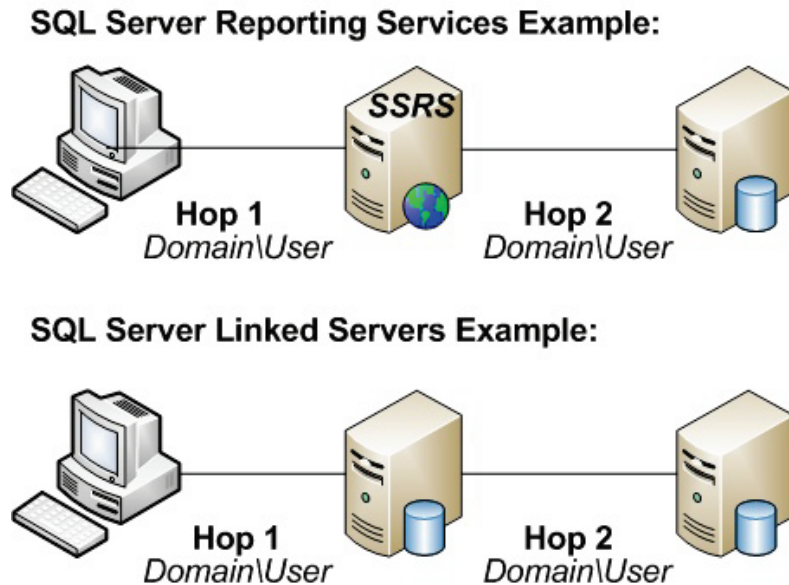 SQL Server Reporting Services Example:
SSRS
Hop 1
Domain\User
Hop 2
Domain\User
SQL Server Linked Servers Example:
Hop 1
Domain\User
Hop 2
Domain\User